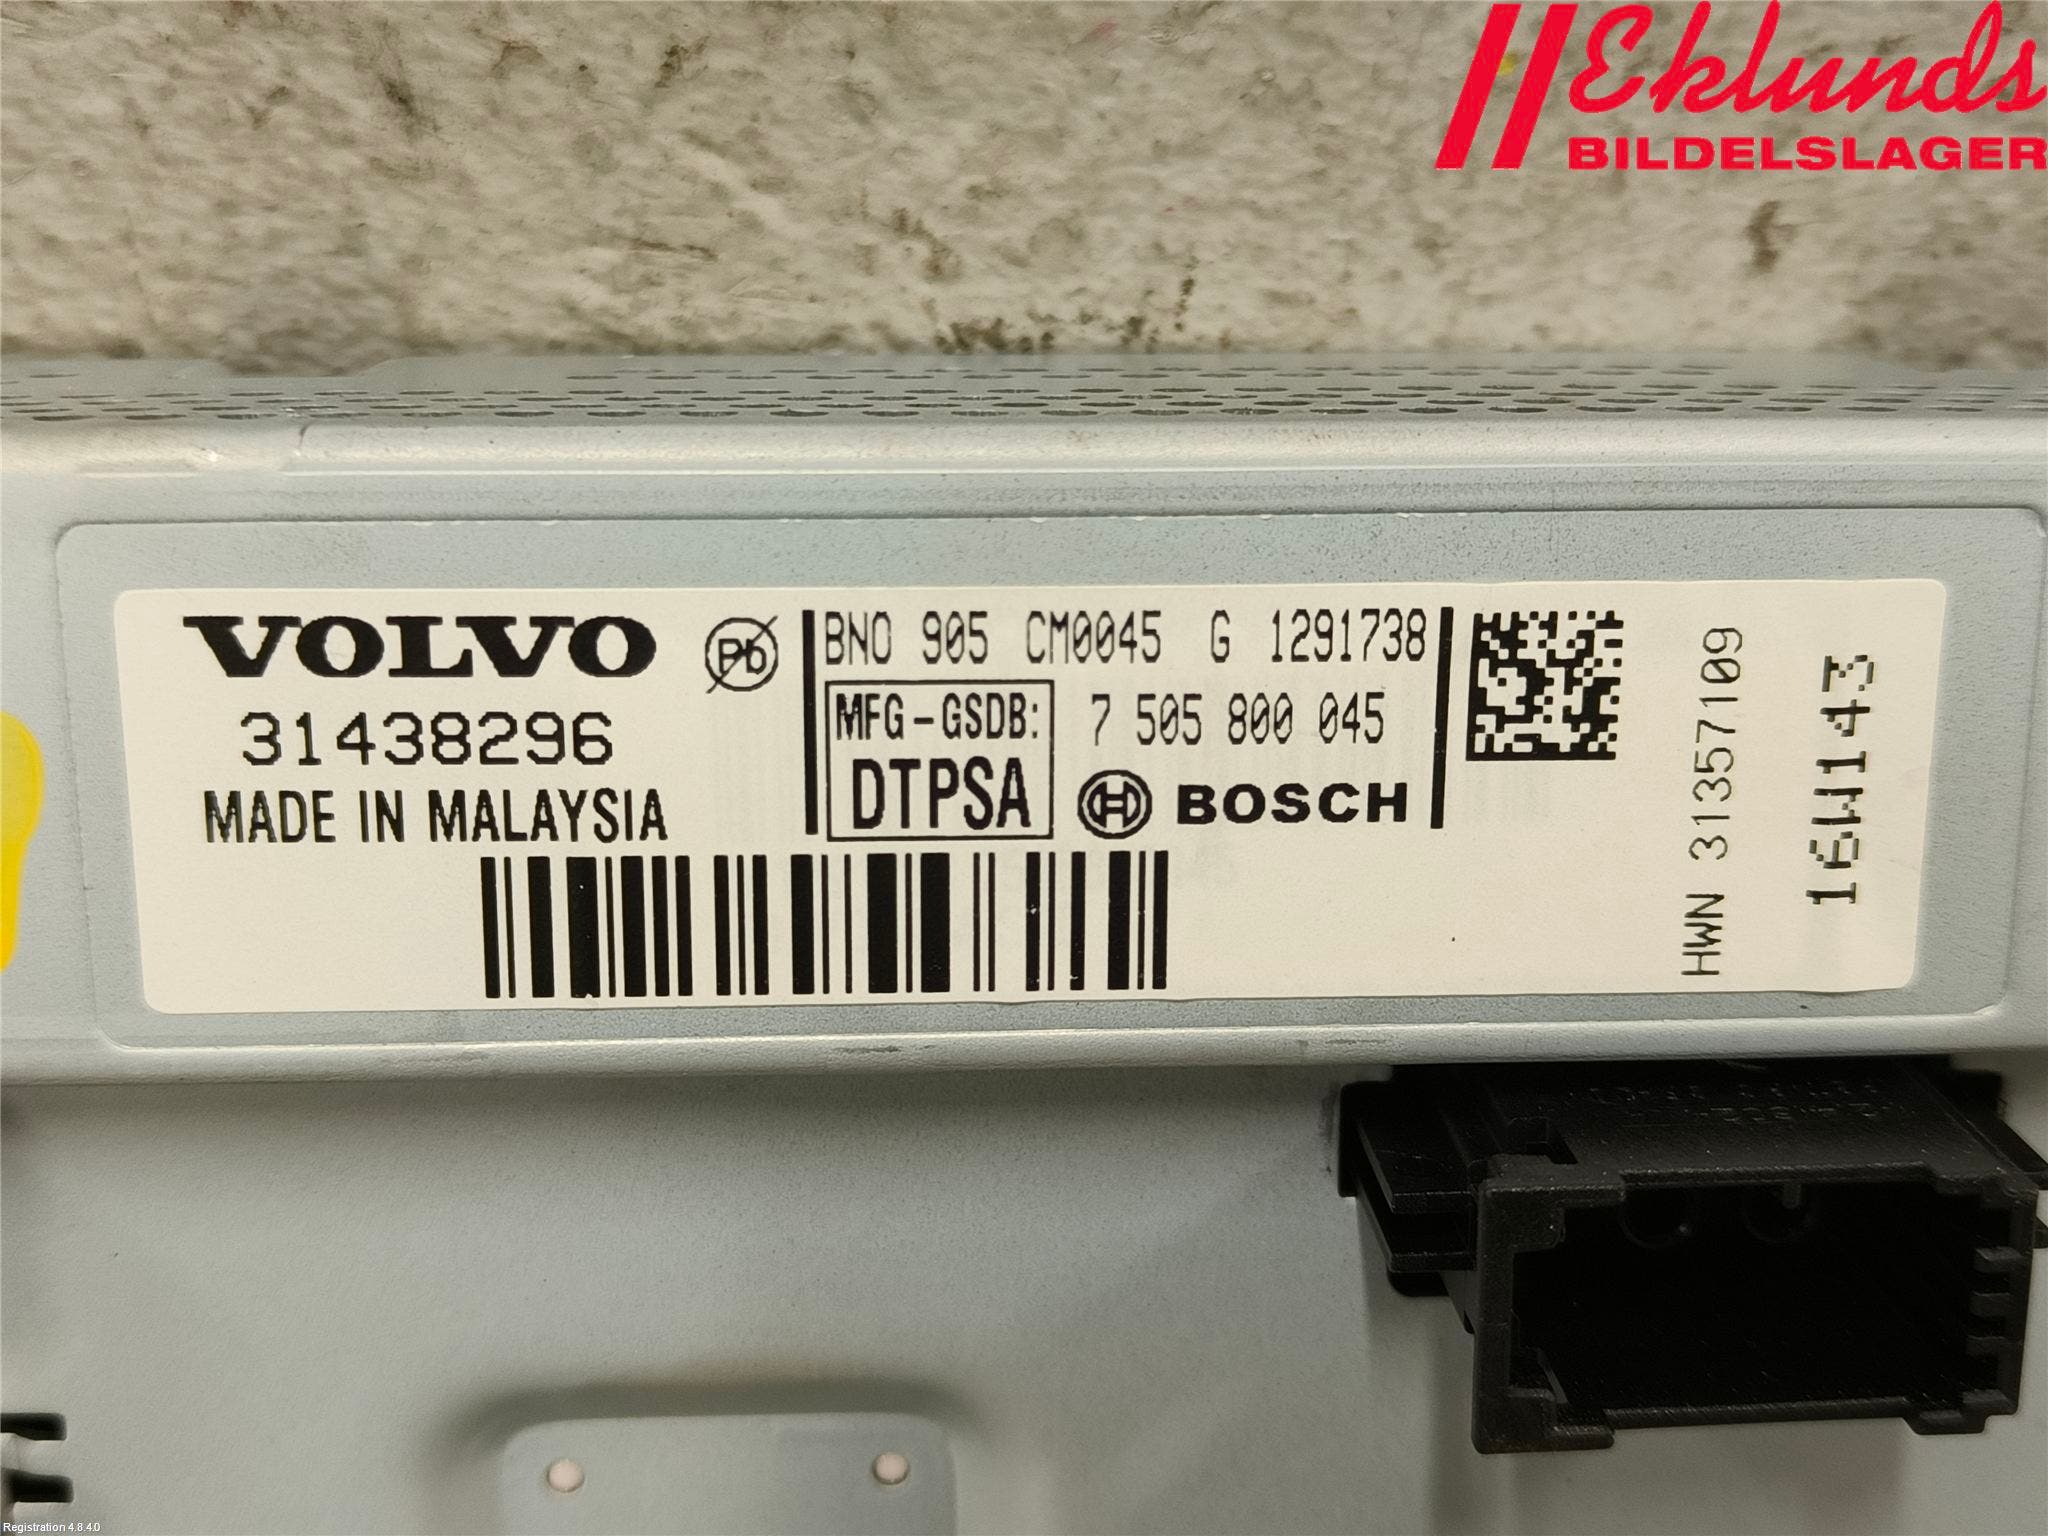 Eklunds
BILDELSLAGER
VOLVO
Pb
31438296
MADE IN MALAYSIA
BNO 905 CM0045 G 1291738
MFG-GSDB: 7 505 800 045
DTPSA
BOSCH
HWN 31357109
16W143
Registration 4.8.4.0